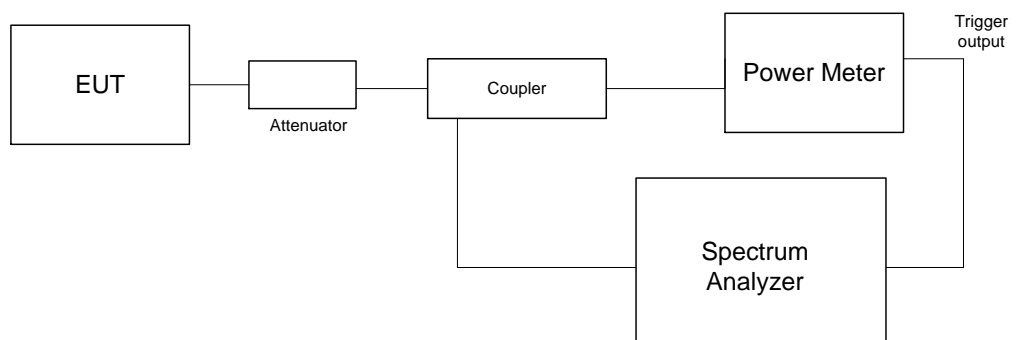 EUT
Attenuator
Coupler
Power Meter
Trigger
output
Spectrum
Analyzer